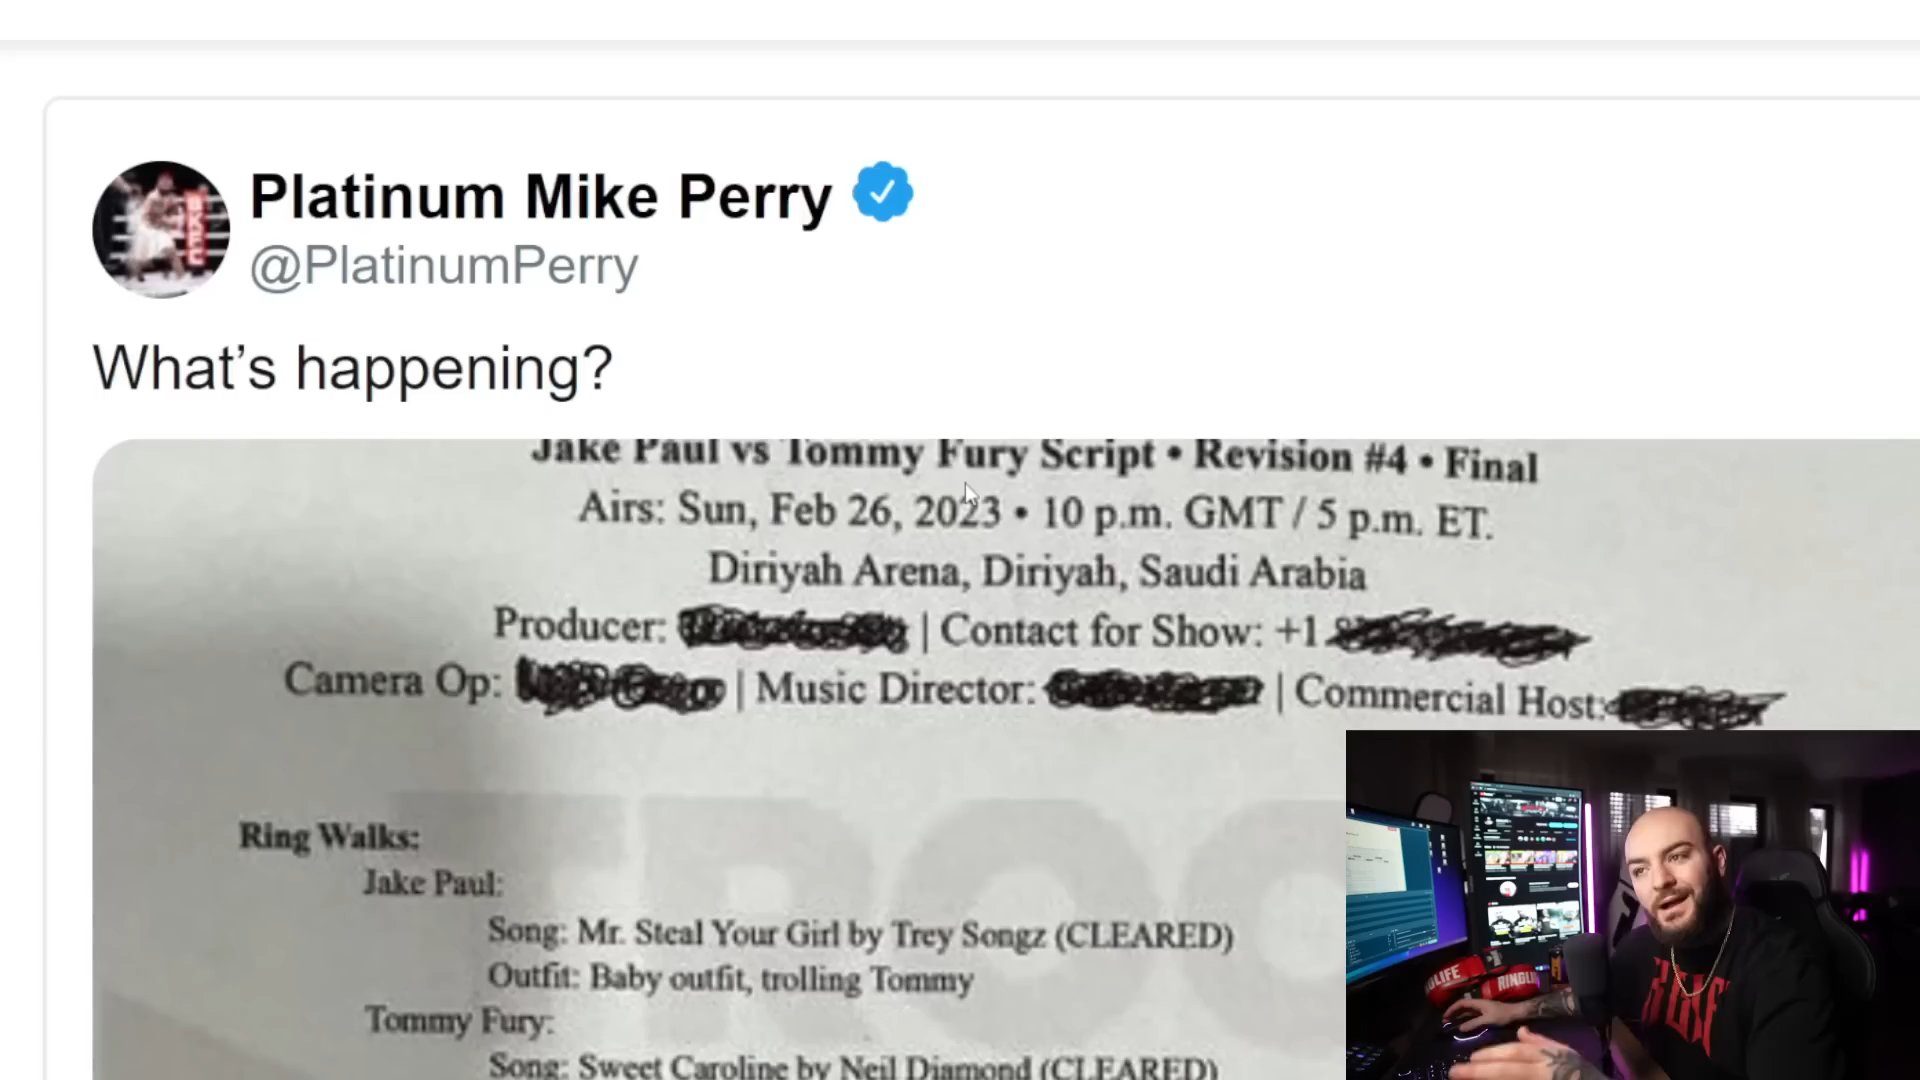 Platinum Mike Perry
@PlatinumPerry
What's happening?
Jake Paul vs Tommy Fury Script • Revision #4 • Final
Airs: Sun, Feb 26, 2023 • 10 p.m. GMT / 5 p.m. ET.
Diriyah Arena, Diriyah, Saudi Arabia
Producer: | Contact for Show: +1
Camera Op: | Music Director: | Commercial Host:
Ring Walks:
Jake Paul:
Song: Mr. Steal Your Girl by Trey Songz (CLEARED)
Outfit: Baby outfit, trolling Tommy
Tommy Fury:
Song: Sweet Caroline by Neil Diamond (CLEARED)
RINGLIFE